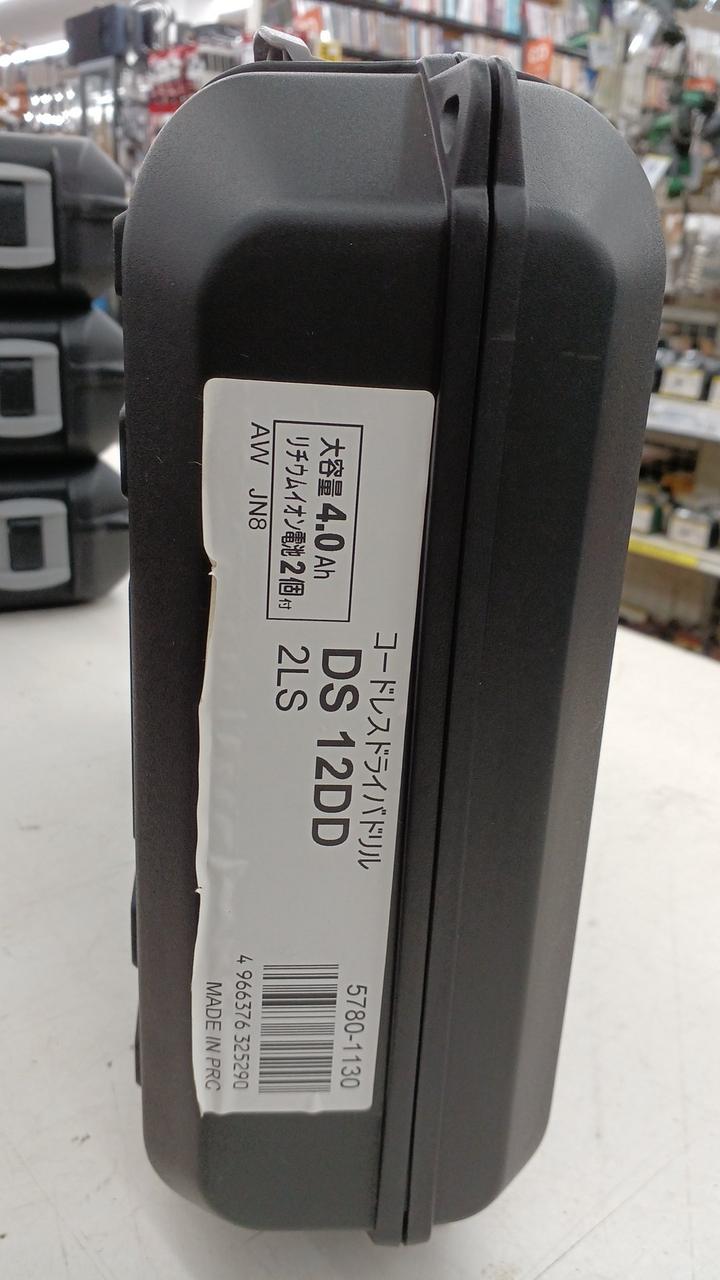 大容量 4.0Ah
リチウムイオン電池2個付
AW JN8
コードレスドライバドリル
DS 12DD
2LS
5780-1130
4 966376 325290
MADE IN PRC